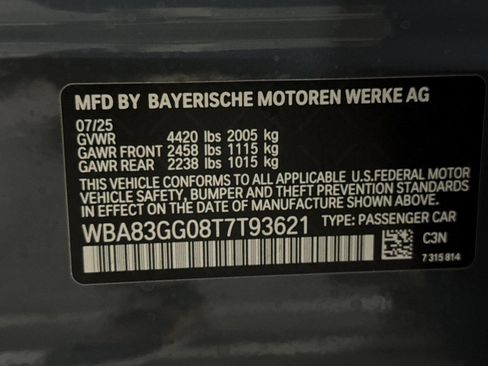 MFD BY BAYERISCHE MOTOREN WERKE AG
07/25
GVWR 4420 lbs 2005 kg
GAWR FRONT 2458 lbs 1115 kg
GAWR REAR 2238 lbs 1015 kg
THIS VEHICLE CONFORMS TO ALL APPLICABLE U.S.FEDERAL MOTOR
VEHICLE SAFETY, BUMPER AND THEFT PREVENTION STANDARDS
IN EFFECT ON THE DATE OF MANUFACTURE SHOWN ABOVE.
WBA83GG08T7T93621 TYPE: PASSENGER CAR
C3N
7 315 814